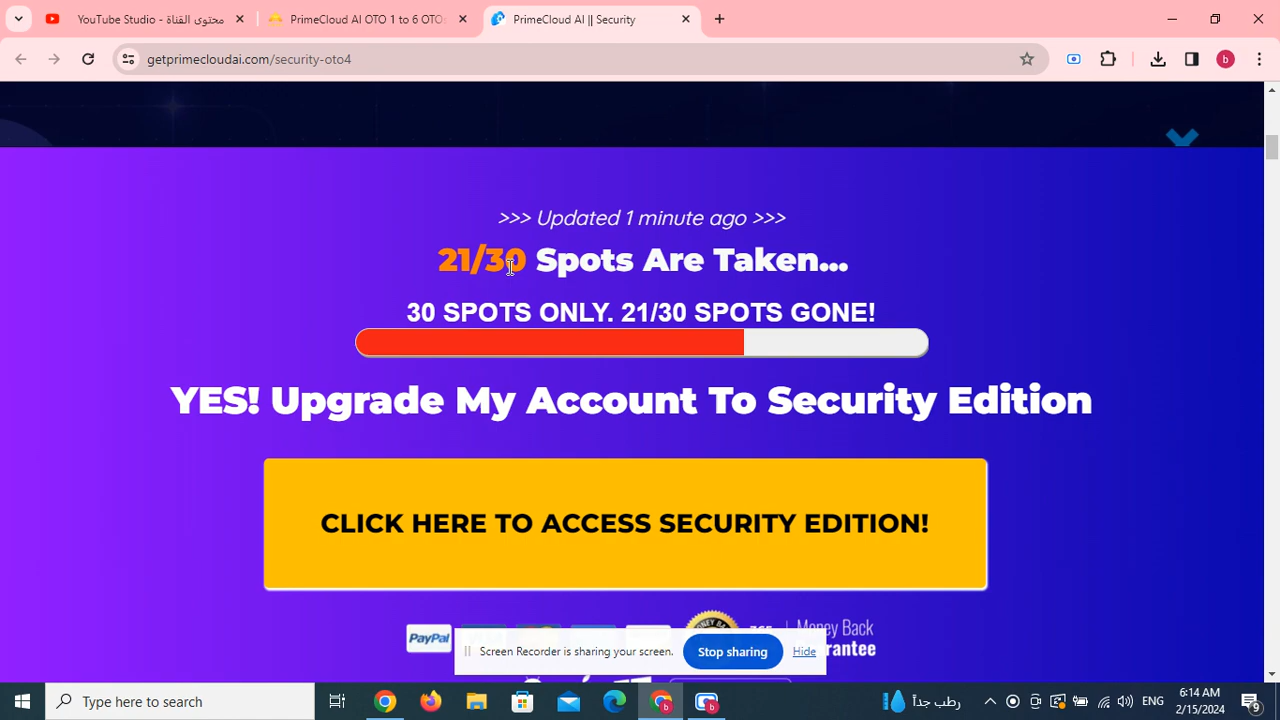 YouTube Studio - محتوى القناة
PrimeCloud AI OTO 1 to 6 OTO
PrimeCloud AI || Security
getprimecloudai.com/security-oto4
b
>>> Updated 1 minute ago >>>
21/30 Spots Are Taken...
30 SPOTS ONLY. 21/30 SPOTS GONE!
YES! Upgrade My Account To Security Edition
CLICK HERE TO ACCESS SECURITY EDITION!
PayPal
Money Back
Screen Recorder is sharing your screen.
Stop sharing
Hide
Type here to search
رطب جداً
ENG
6:14 AM
2/15/2024
9